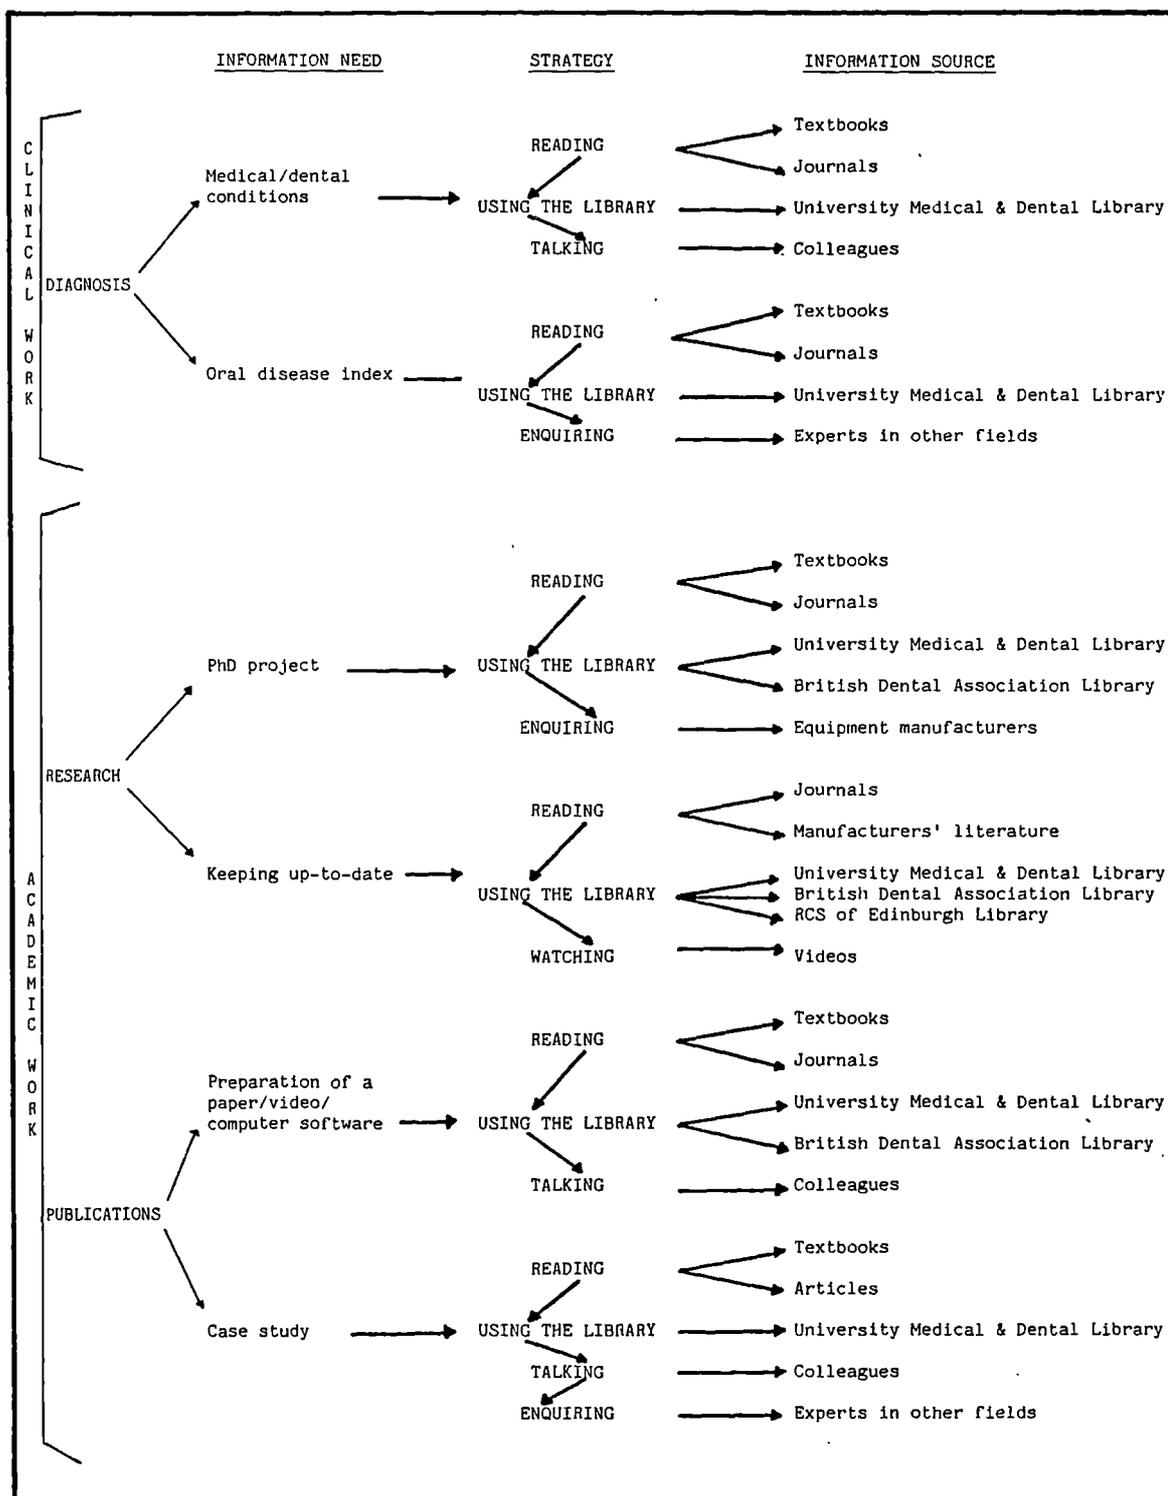 INFORMATION NEED STRATEGY INFORMATION SOURCE
CLINICAL WORK
DIAGNOSIS
Medical/dental
conditions
READING
Textbooks
Journals
USING THE LIBRARY University Medical & Dental Library
TALKING Colleagues
Oral disease index
READING
Textbooks
Journals
USING THE LIBRARY University Medical & Dental Library
ENQUIRING Experts in other fields
ACADEMIC WORK
RESEARCH
PhD project
READING
Textbooks
Journals
USING THE LIBRARY
University Medical & Dental Library
British Dental Association Library
ENQUIRING Equipment manufacturers
Keeping up-to-date
READING
Journals
Manufacturers' literature
USING THE LIBRARY
University Medical & Dental Library
British Dental Association Library
RCS of Edinburgh Library
WATCHING Videos
PUBLICATIONS
Preparation of a
paper/video/
computer software
READING
Textbooks
Journals
USING THE LIBRARY
University Medical & Dental Library
British Dental Association Library
TALKING Colleagues
Case study
READING
Textbooks
Articles
USING THE LIBRARY University Medical & Dental Library
TALKING Colleagues
ENQUIRING Experts in other fields